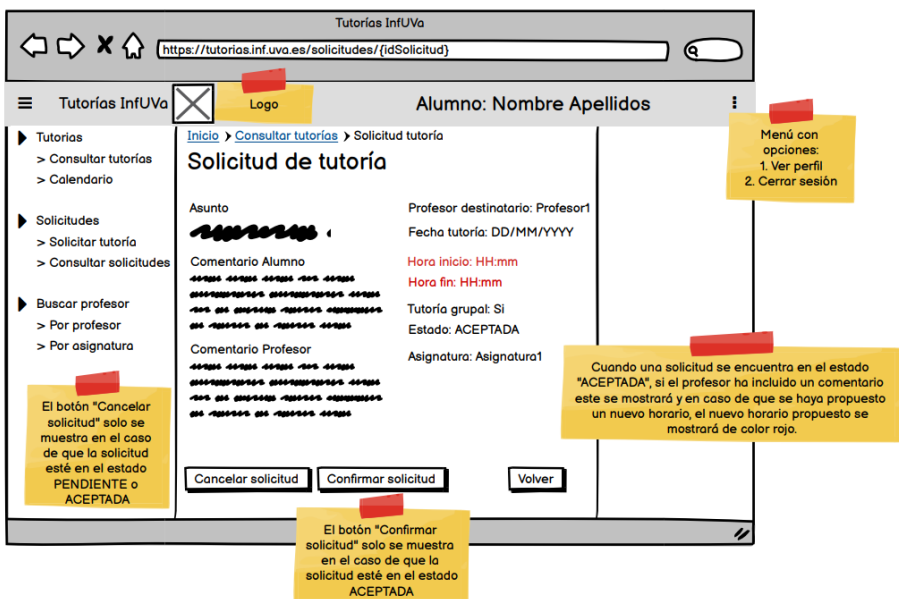 Tutorías InfUVa
https://tutorias.inf.uva.es/solicitudes/{idSolicitud}
Tutorías InfUVa
Logo
Alumno: Nombre Apellidos
Menú con
opciones:
1. Ver perfil
2. Cerrar sesión
Tutorias
> Consultar tutorías
> Calendario
Solicitudes
> Solicitar tutoría
> Consultar solicitudes
Buscar profesor
> Por profesor
> Por asignatura
El botón "Cancelar
solicitud" solo se
muestra en el caso
de que la solicitud
esté en el estado
PENDIENTE o
ACEPTADA
Inicio > Consultar tutorías > Solicitud tutoría
Solicitud de tutoría
Asunto
Comentario Alumno
Comentario Profesor
Profesor destinatario: Profesor1
Fecha tutoría: DD/MM/YYYY
Hora inicio: HH:mm
Hora fin: HH:mm
Tutoría grupal: Si
Estado: ACEPTADA
Asignatura: Asignatura1
Cuando una solicitud se encuentra en el estado
"ACEPTADA", si el profesor ha incluido un comentario
este se mostrará y en caso de que se haya propuesto
un nuevo horario, el nuevo horario propuesto se
mostrará de color rojo.
Cancelar solicitud
Confirmar solicitud
Volver
El botón "Confirmar
solicitud" solo se muestra
en el caso de que la
solicitud esté en el estado
ACEPTADA